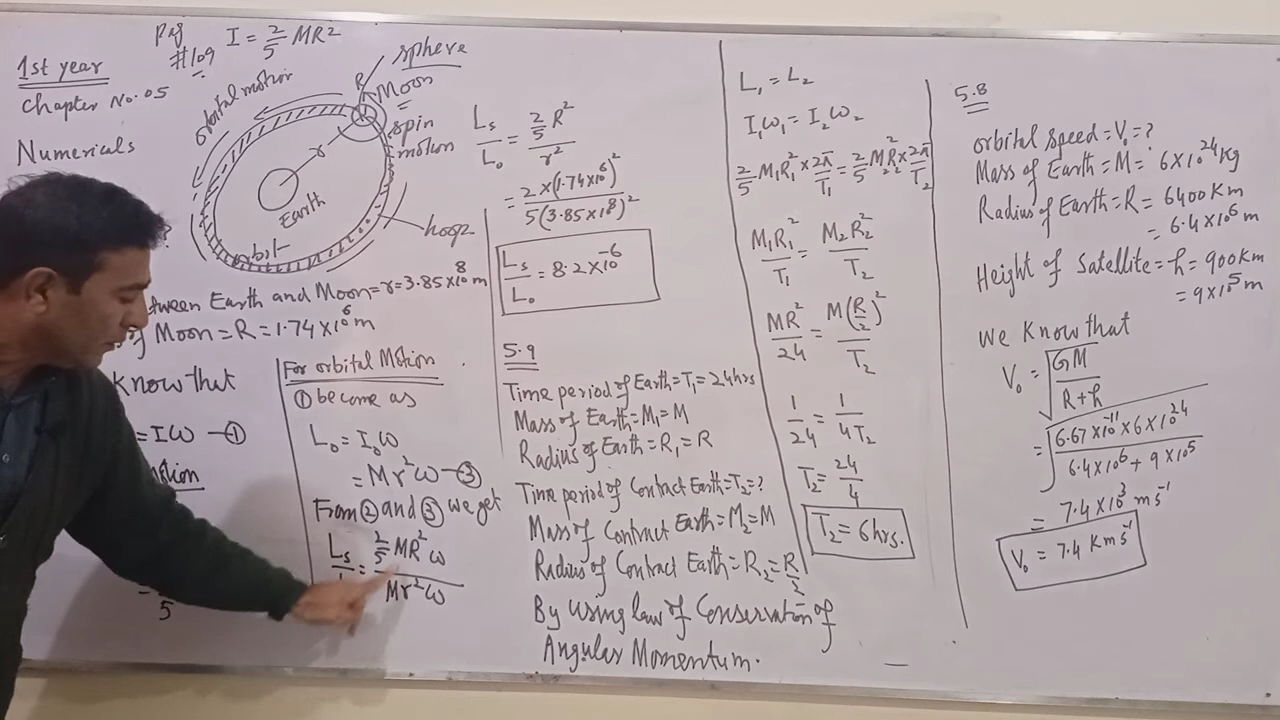 1st year
Chapter No.05
Numericals
Pag #109
I = 2/5 MR²
orbital motion
R
sphere
Moon
spin motion
r
Earth
orbit
hoop
?
tween Earth and Moon = r = 3.85×10⁸ m
of Moon = R = 1.74×10⁶ m
Know that
= Iω —①
otion
5
For orbital Motion
① become as
L₀ = I₀ω
= Mr²ω —③
From ② and ③ we get
Ls/L = 2/5 MR²ω / Mr²ω
Ls/L₀ = 2/5 R² / r²
= 2×(1.74×10⁶)² / 5(3.85×10⁸)²
Ls/L₀ = 8.2×10⁻⁶
5.9
Time period of Earth = T₁ = 24hrs
Mass of Earth = M₁ = M
Radius of Earth = R₁ = R
Time period of Contract Earth = T₂ = ?
Mass of Contract Earth = M₂ = M
Radius of Contract Earth = R₂ = R/2
By using law of Conservation of
Angular Momentum.
L₁ = L₂
I₁ω₁ = I₂ω₂
2/5 M₁R₁² × 2π/T₁ = 2/5 M₂R₂² × 2π/T₂
M₁R₁²/T₁ = M₂R₂²/T₂
MR²/24 = M(R/2)²/T₂
1/24 = 1/4T₂
T₂ = 24/4
T₂ = 6hrs.
5.8
orbital speed = V₀ = ?
Mass of Earth = M = 6×10²⁴ Kg
Radius of Earth = R = 6400 Km
= 6.4×10⁶ m
Height of Satellite = h = 900 Km
= 9×10⁵ m
We Know that
V₀ = √(GM/R+h)
= √(6.67×10⁻¹¹ × 6×10²⁴ / 6.4×10⁶ + 9×10⁵)
= 7.4×10³ ms⁻¹
V₀ = 7.4 Kms⁻¹